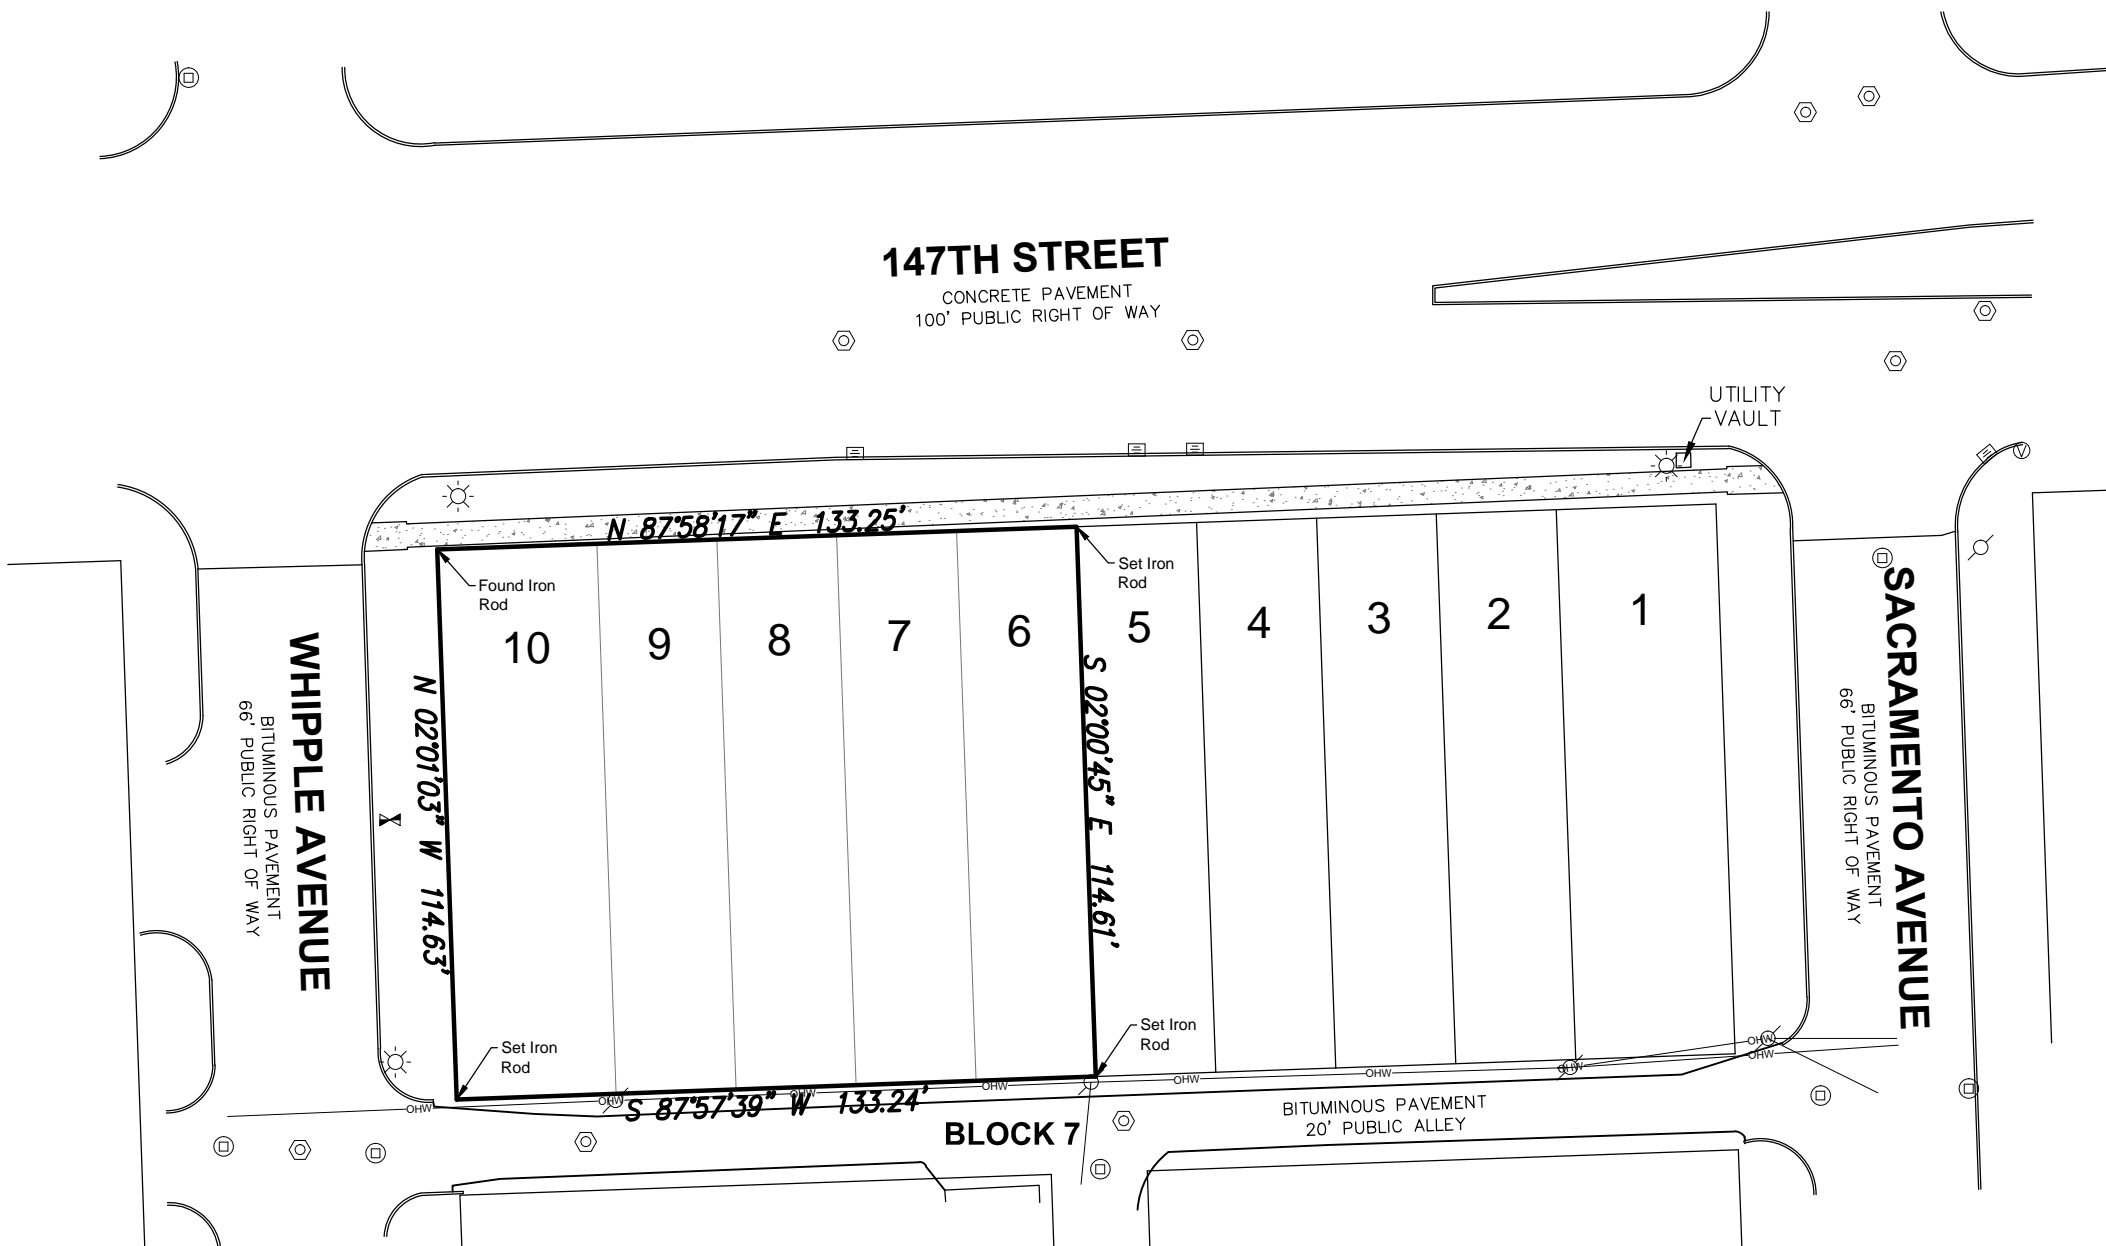 147TH STREET
CONCRETE PAVEMENT
100' PUBLIC RIGHT OF WAY
UTILITY
VAULT
N 87°58'17" E 133.25'
Found Iron
Rod
Set Iron
Rod
10
9
8
7
6
5
4
3
2
1
WHIPPLE AVENUE
BITUMINOUS PAVEMENT
66' PUBLIC RIGHT OF WAY
N 02°01'03" W 114.63'
S 02°00'45" E 114.61'
SACRAMENTO AVENUE
BITUMINOUS PAVEMENT
66' PUBLIC RIGHT OF WAY
Set Iron
Rod
Set Iron
Rod
OHW
OHW
OHW
OHW
OHW
OHW
OHW
OHW
OHW
S 87°57'39" W 133.24'
BLOCK 7
BITUMINOUS PAVEMENT
20' PUBLIC ALLEY